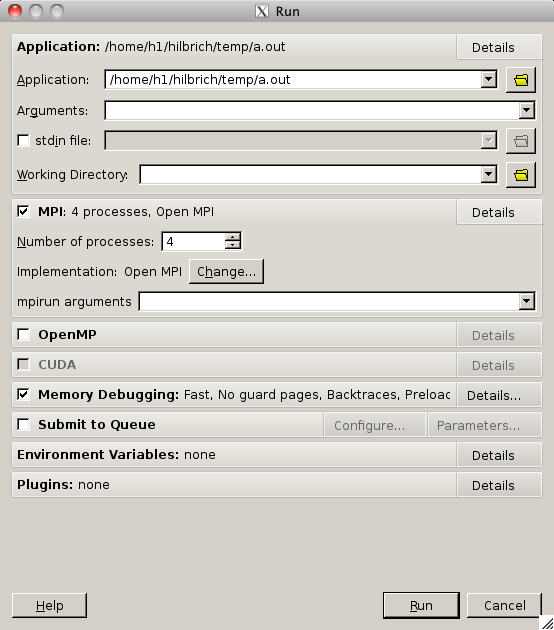 Run
Application: /home/h1/hilbrich/temp/a.out Details
Application: /home/h1/hilbrich/temp/a.out
Arguments:
stdin file:
Working Directory:
MPI: 4 processes, Open MPI Details
Number of processes: 4
Implementation: Open MPI Change...
mpirun arguments
OpenMP Details
CUDA Details
Memory Debugging: Fast, No guard pages, Backtraces, Preload Details...
Submit to Queue Configure... Parameters...
Environment Variables: none Details
Plugins: none Details
Help Run Cancel